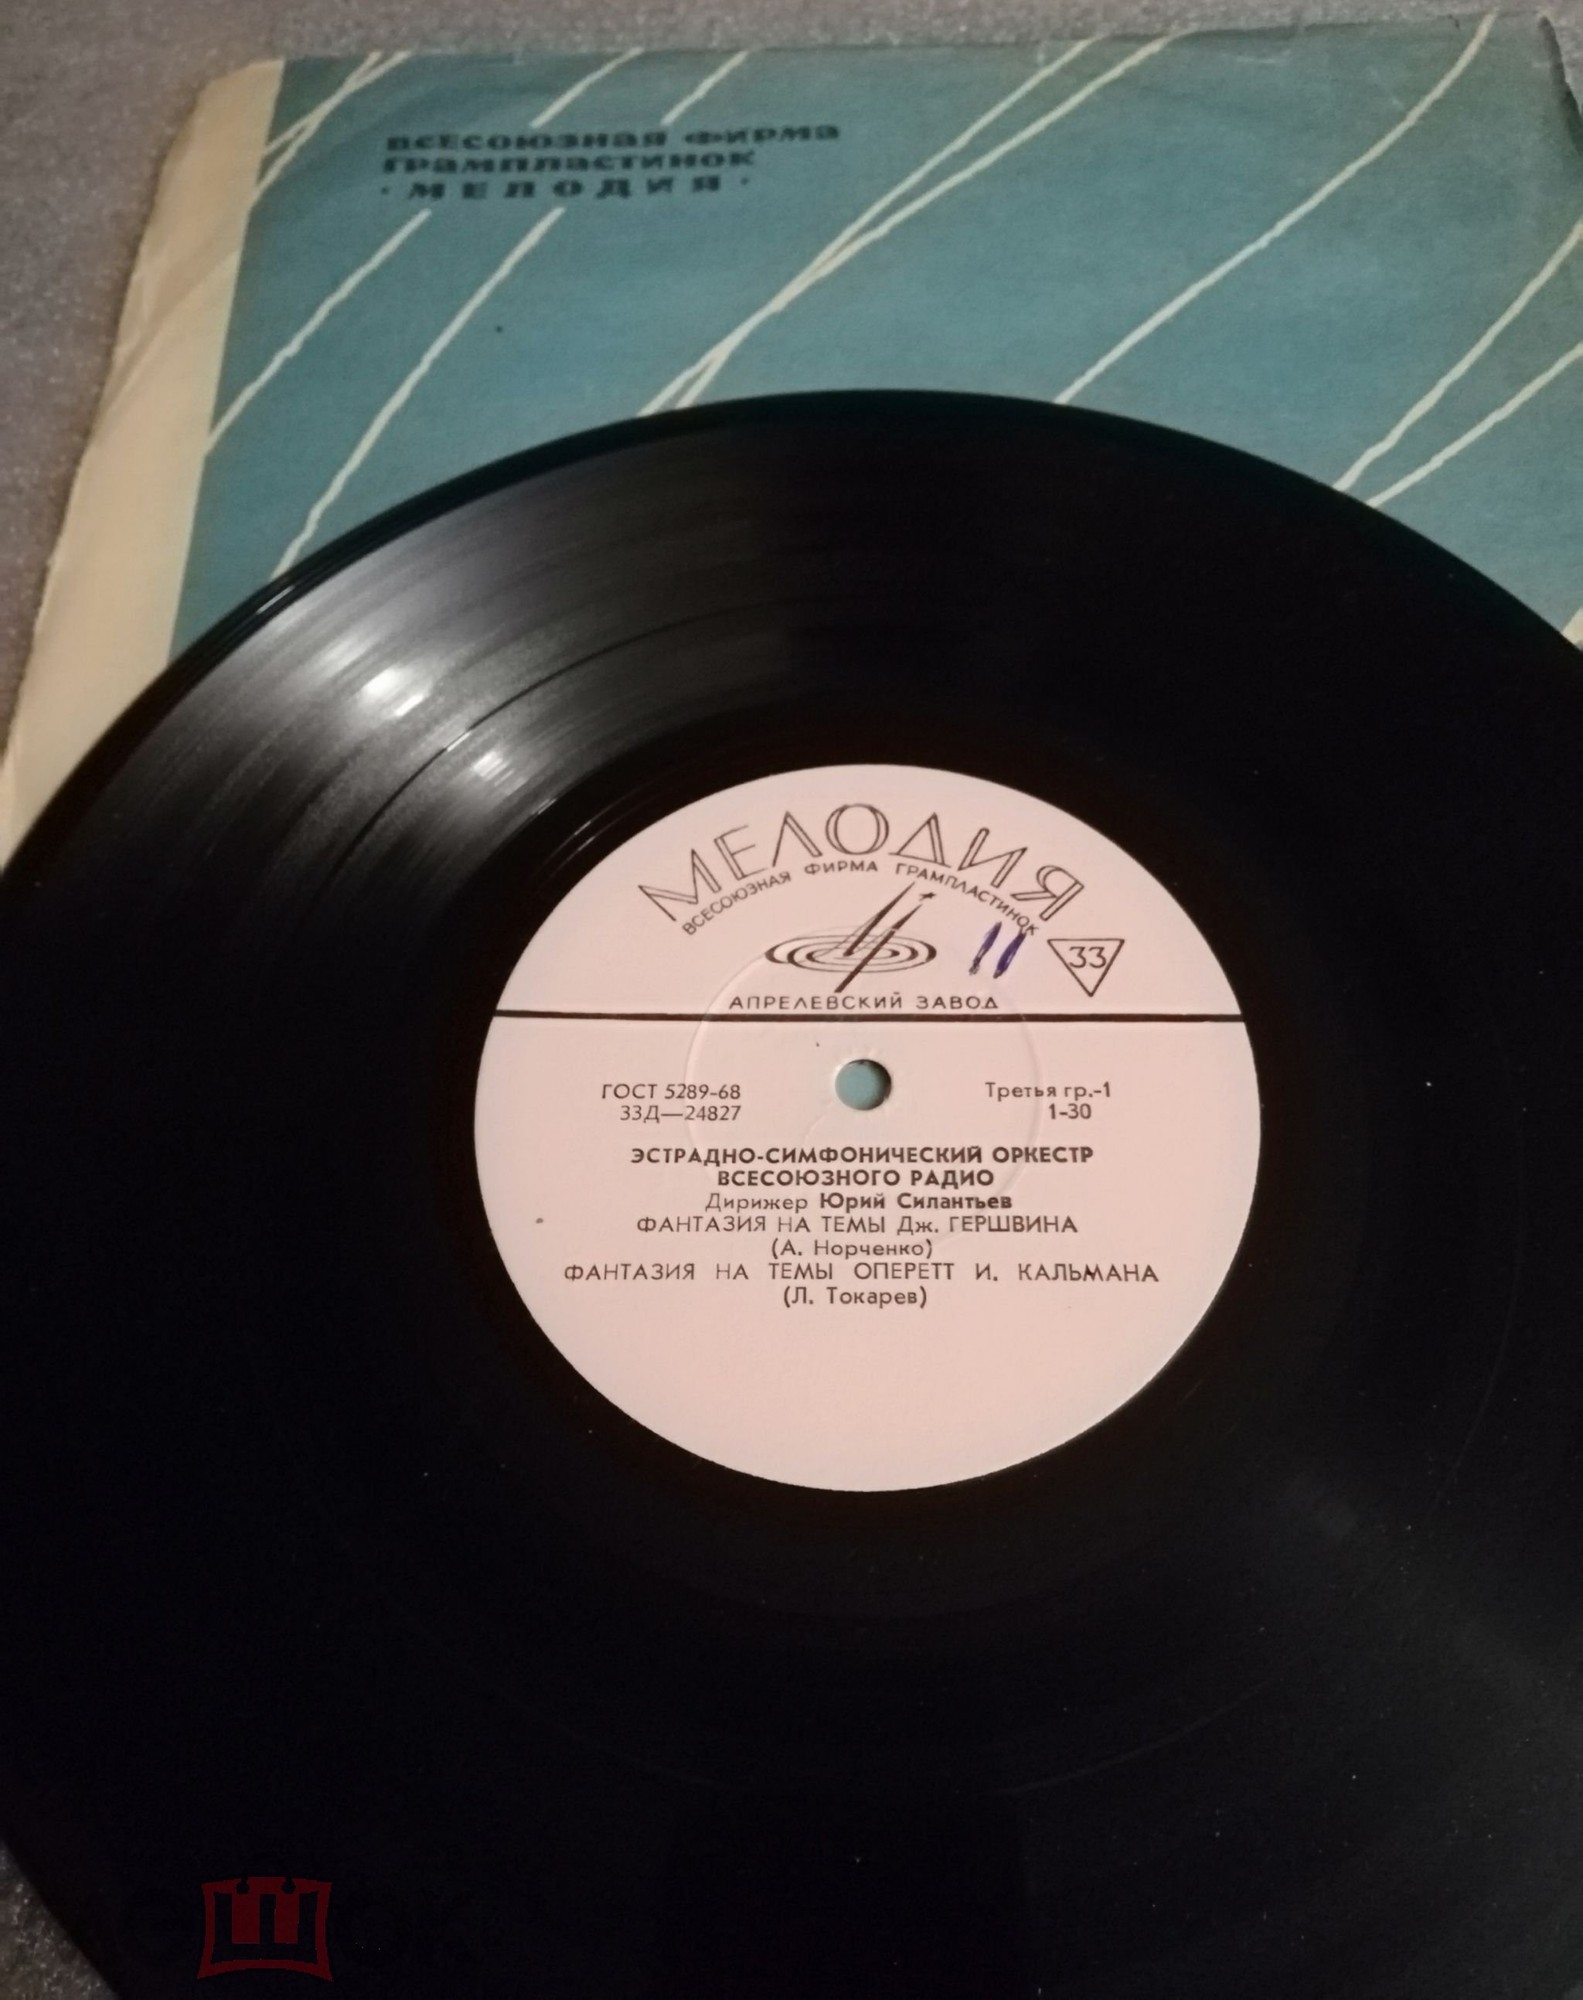 ВСЕСОЮЗНАЯ ФИРМА
ГРАМПЛАСТИНОК
· МЕЛОДИЯ ·
МЕЛОДИЯ
ВСЕСОЮЗНАЯ ФИРМА ГРАМПЛАСТИНОК
11
33
АПРЕЛЕВСКИЙ ЗАВОД
ГОСТ 5289-68
33Д—24827
Третья гр.-1
1-30
ЭСТРАДНО-СИМФОНИЧЕСКИЙ ОРКЕСТР
ВСЕСОЮЗНОГО РАДИО
Дирижер Юрий Силантьев
ФАНТАЗИЯ НА ТЕМЫ Дж. ГЕРШВИНА
(А. Норченко)
ФАНТАЗИЯ НА ТЕМЫ ОПЕРЕТТ И. КАЛЬМАНА
(Л. Токарев)